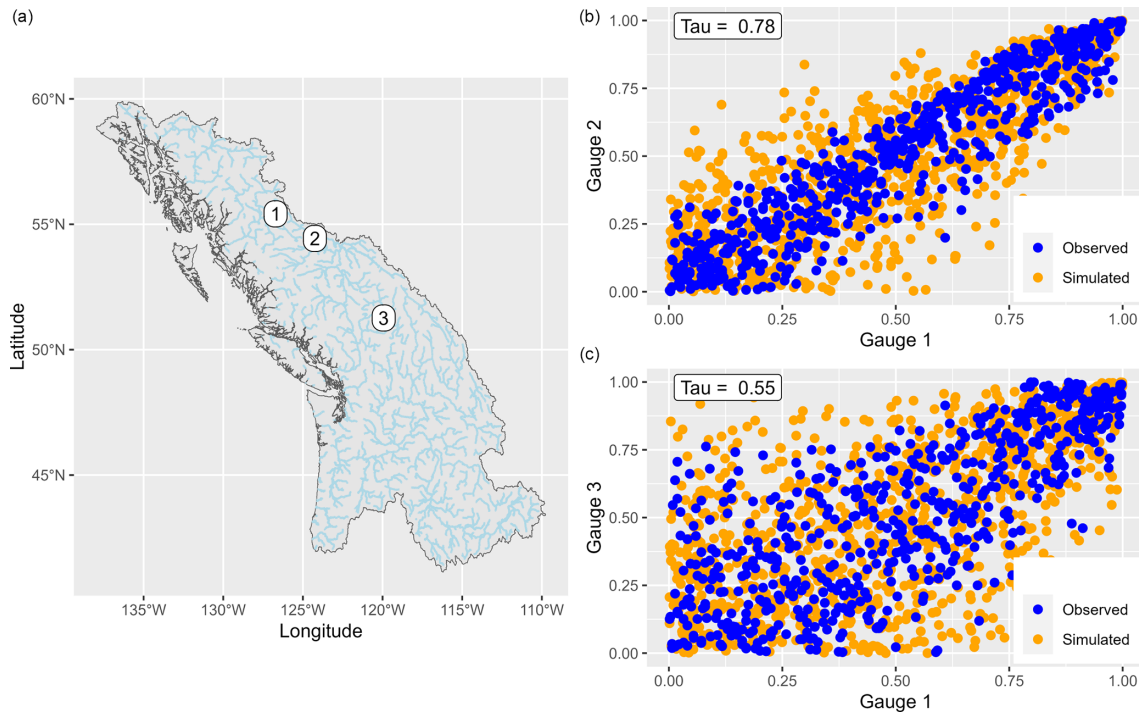 (a)
60°N
55°N
50°N
45°N
Latitude
1
2
3
135°W 130°W 125°W 120°W 115°W 110°W
Longitude
(b)
Tau = 0.78
1.00
0.75
0.50
0.25
0.00
Gauge 2
Observed
Simulated
0.00 0.25 0.50 0.75 1.00
Gauge 1
(c)
Tau = 0.55
1.00
0.75
0.50
0.25
0.00
Gauge 3
Observed
Simulated
0.00 0.25 0.50 0.75 1.00
Gauge 1